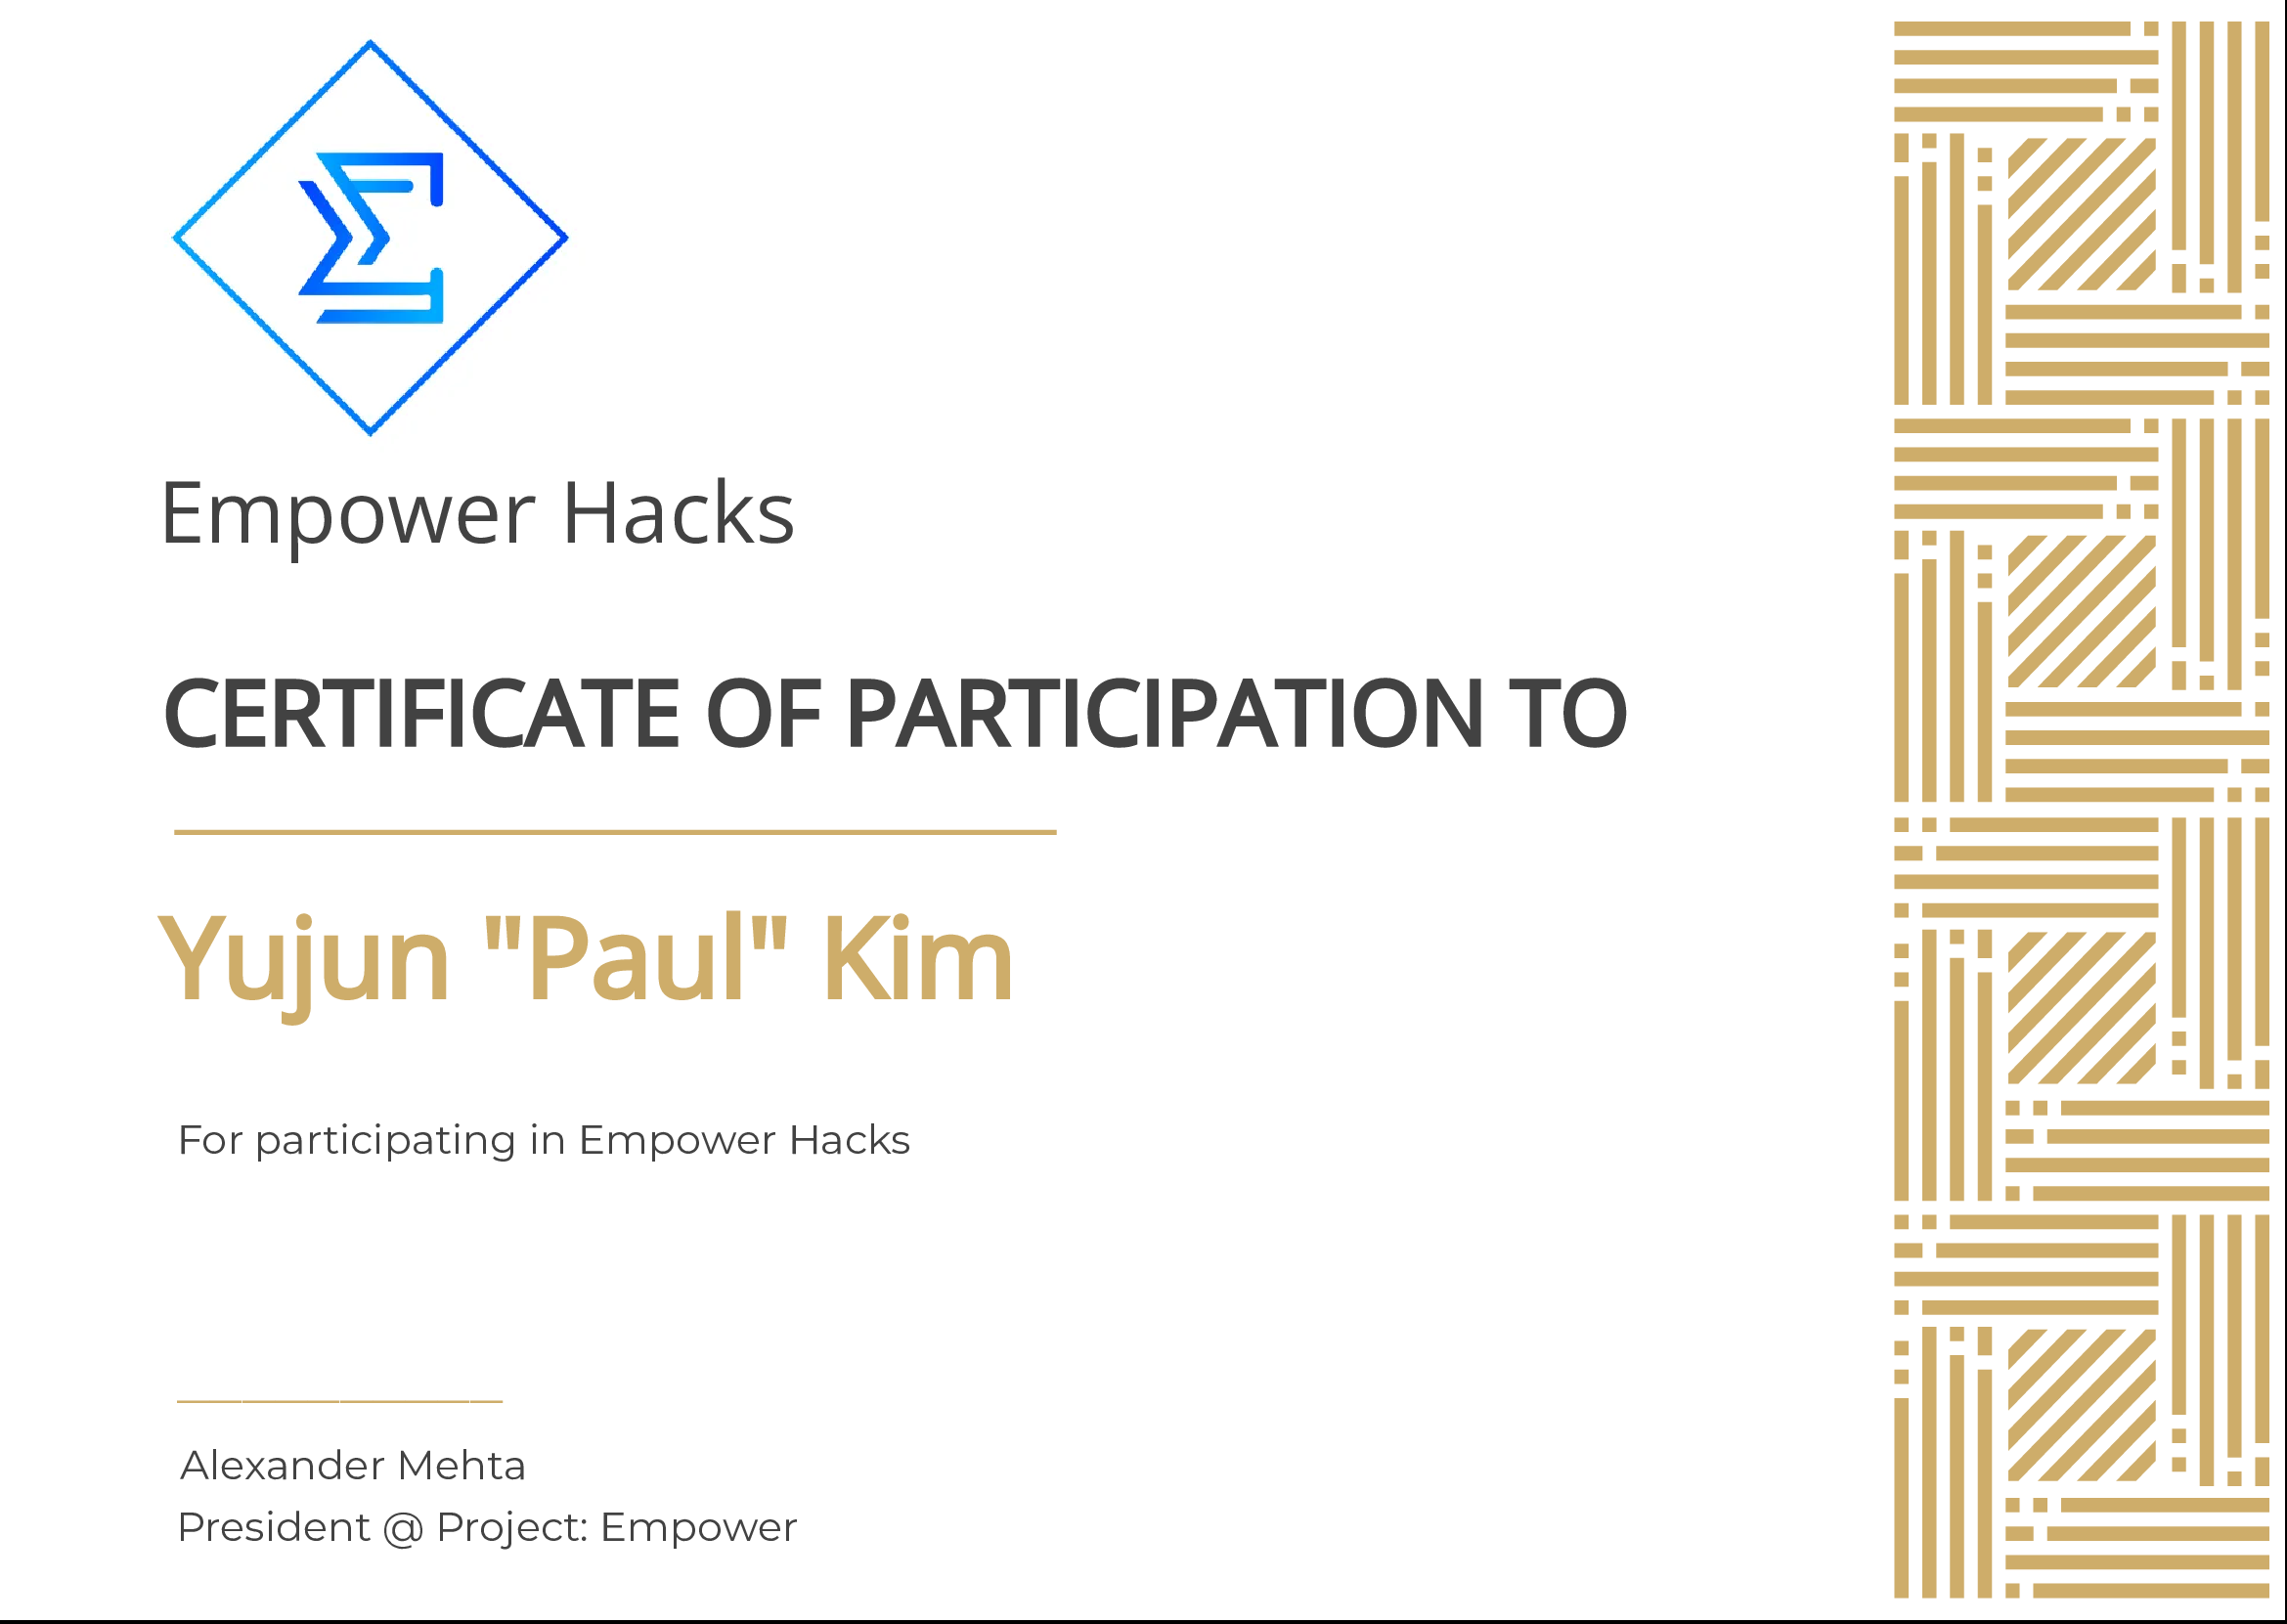 Empower Hacks
CERTIFICATE OF PARTICIPATION TO
Yujun "Paul" Kim
For participating in Empower Hacks
Alexander Mehta
President @ Project: Empower